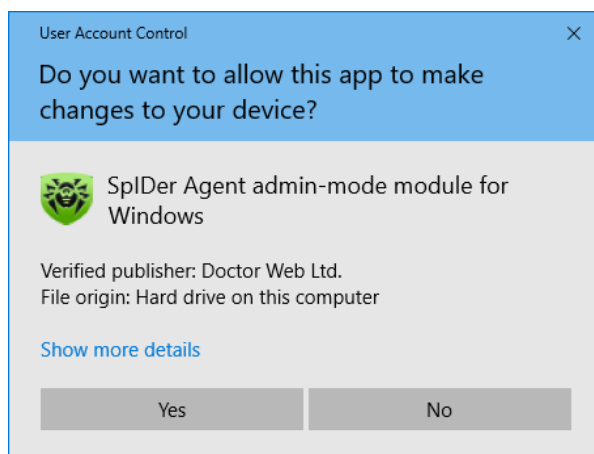 User Account Control
Do you want to allow this app to make
changes to your device?
SpIDer Agent admin-mode module for
Windows
Verified publisher: Doctor Web Ltd.
File origin: Hard drive on this computer
Show more details
Yes
No